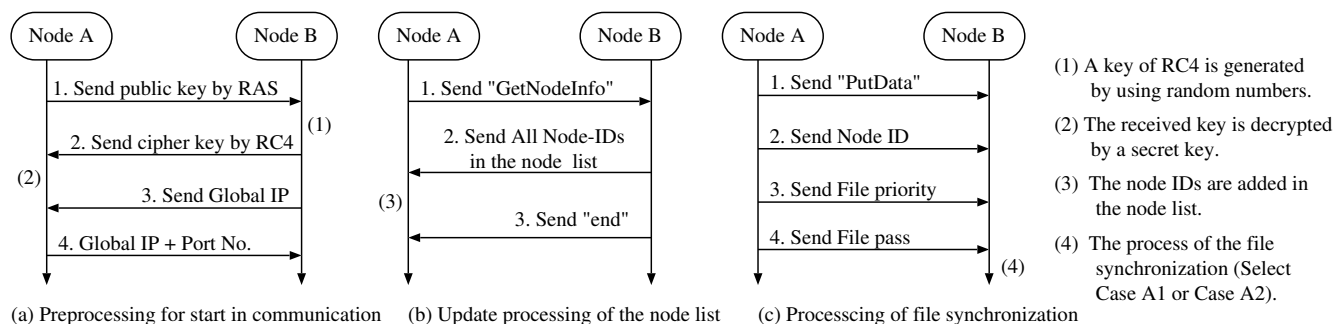 Node A
Node B
1. Send public key by RAS
(1)
2. Send cipher key by RC4
(2)
3. Send Global IP
4. Global IP + Port No.
(a) Preprocessing for start in communication
Node A
Node B
1. Send "GetNodeInfo"
2. Send All Node-IDs
in the node list
(3)
3. Send "end"
(b) Update processing of the node list
Node A
Node B
1. Send "PutData"
2. Send Node ID
3. Send File priority
4. Send File pass
(4)
(c) Processcing of file synchronization
(1) A key of RC4 is generated
by using random numbers.
(2) The received key is decrypted
by a secret key.
(3) The node IDs are added in
the node list.
(4) The process of the file
synchronization (Select
Case A1 or Case A2).